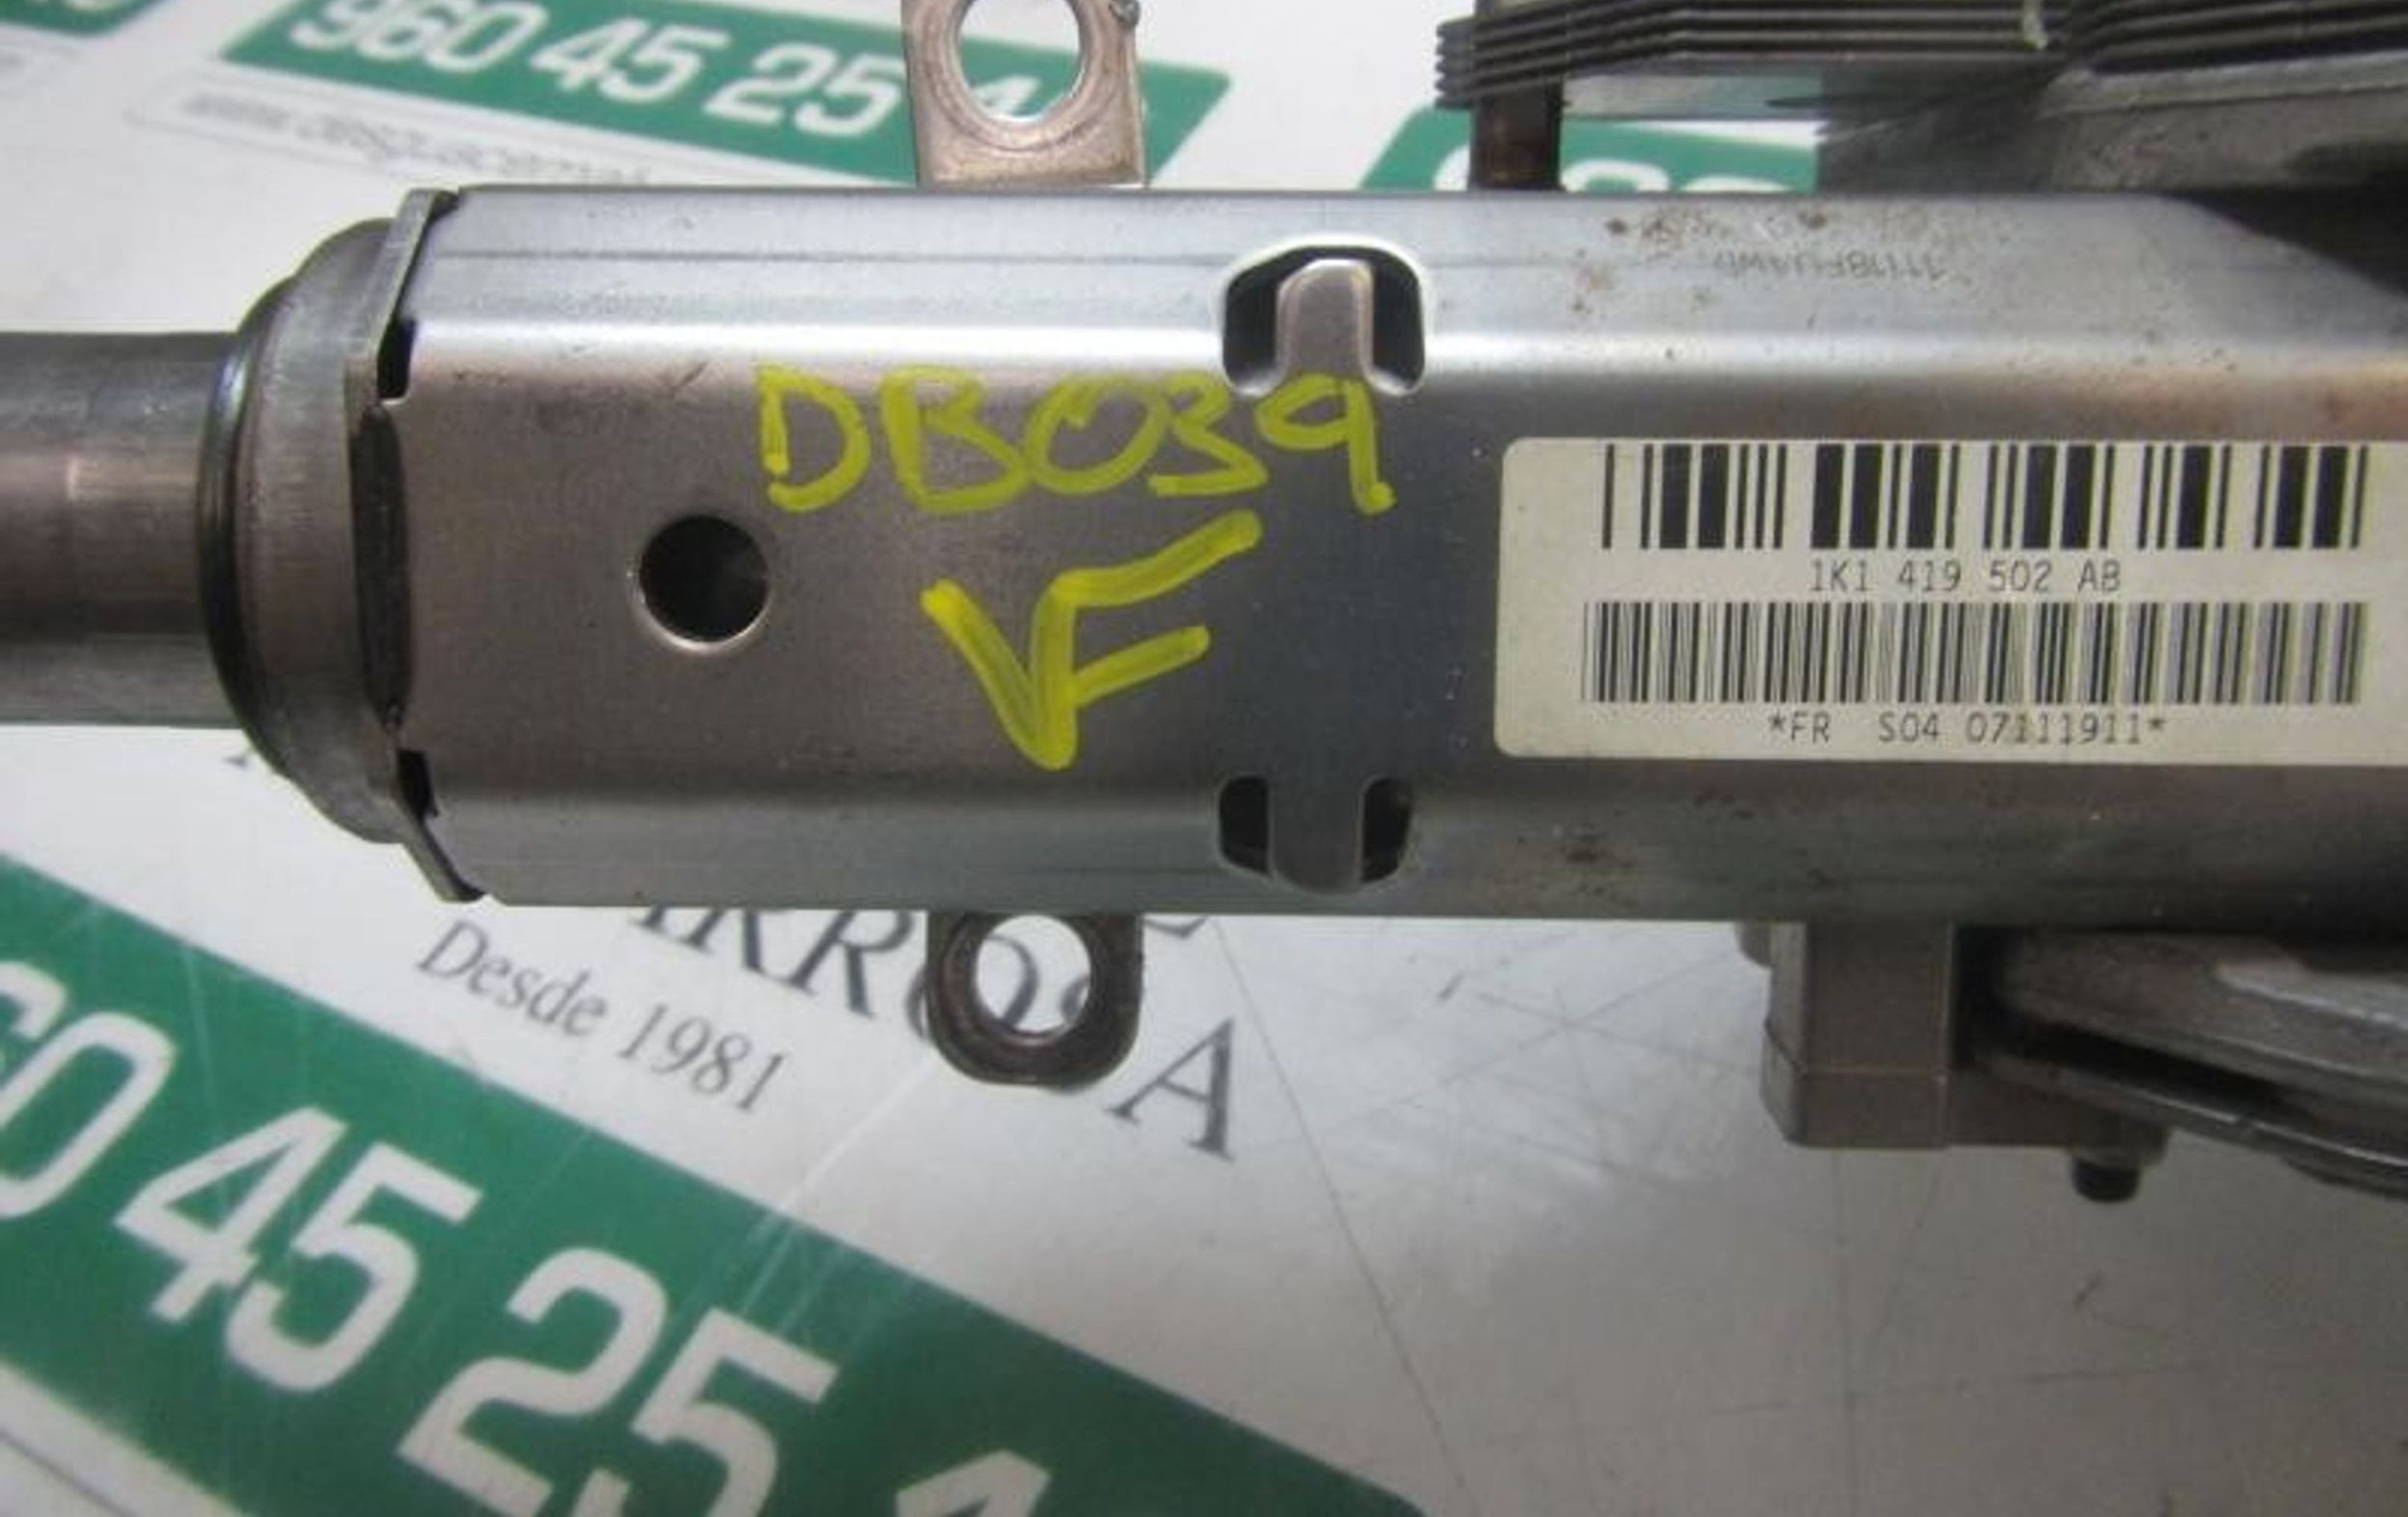 960 45 25
DB039
VF
1K1 419 502 AB
*FR S04 07111911*
Desde 1981
60 45 25